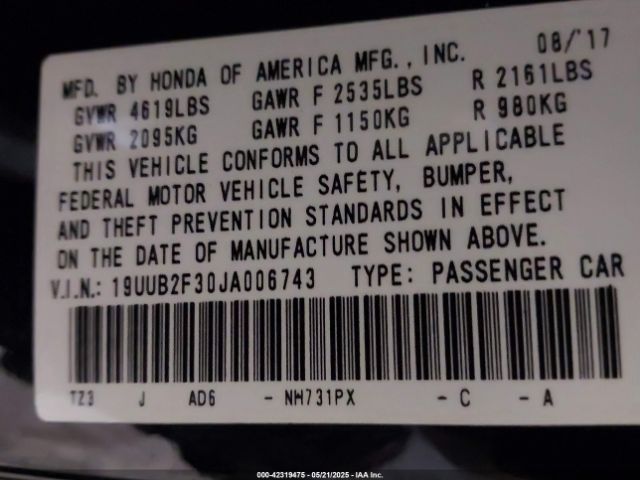 MFD. BY HONDA OF AMERICA MFG., INC. 08/'17
GVWR 4619LBS GAWR F 2535LBS R 2161LBS
GVWR 2095KG GAWR F 1150KG R 980KG
THIS VEHICLE CONFORMS TO ALL APPLICABLE
FEDERAL MOTOR VEHICLE SAFETY, BUMPER,
AND THEFT PREVENTION STANDARDS IN EFFECT
ON THE DATE OF MANUFACTURE SHOWN ABOVE.
V.I.N.: 19UUB2F30JA006743 TYPE: PASSENGER CAR
TZ3 J AD6 - NH731PX - C - A
000-42319475 - 05/21/2025 - IAA Inc.